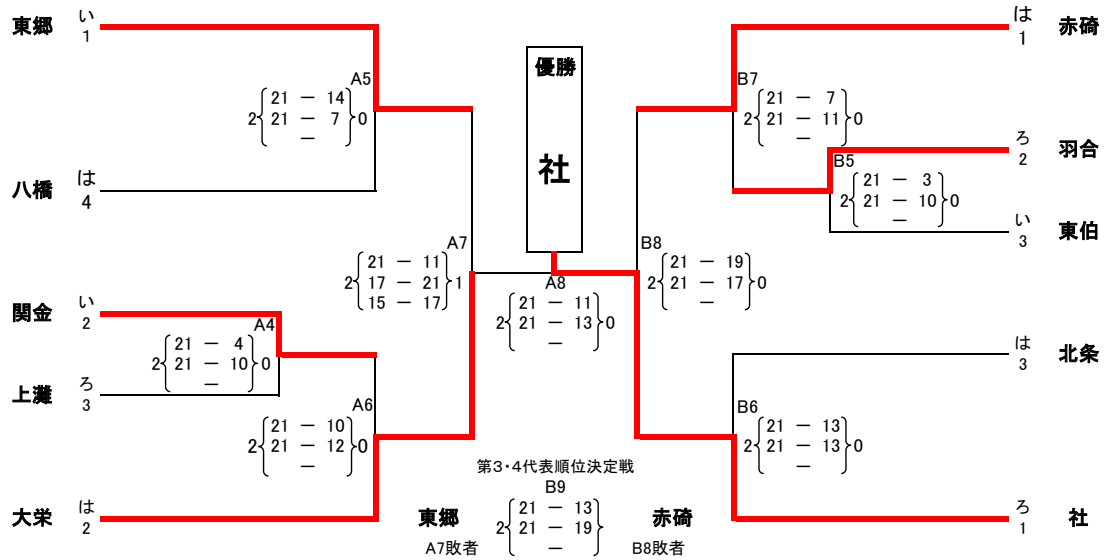 東郷 い 1
A5
21 － 14
2 21 － 7 0
－
八橋 は 4
A7
21 － 11
2 17 － 21 1
15 － 17
関金 い 2
A4
21 － 4
2 21 － 10 0
－
上灘 ろ 3
A6
21 － 10
2 21 － 12 0
－
大栄 は 2
優勝
社
A8
21 － 11
2 21 － 13 0
－
第3・4代表順位決定戦
B9
21 － 13
東郷 2 21 － 19 赤碕
A7敗者 － B8敗者
は 1 赤碕
B7
21 － 7
2 21 － 11 0
－
ろ 2 羽合
B5
21 － 3
2 21 － 10 0
－
い 3 東伯
B8
21 － 19
2 21 － 17 0
－
は 3 北条
B6
21 － 13
2 21 － 13 0
－
ろ 1 社